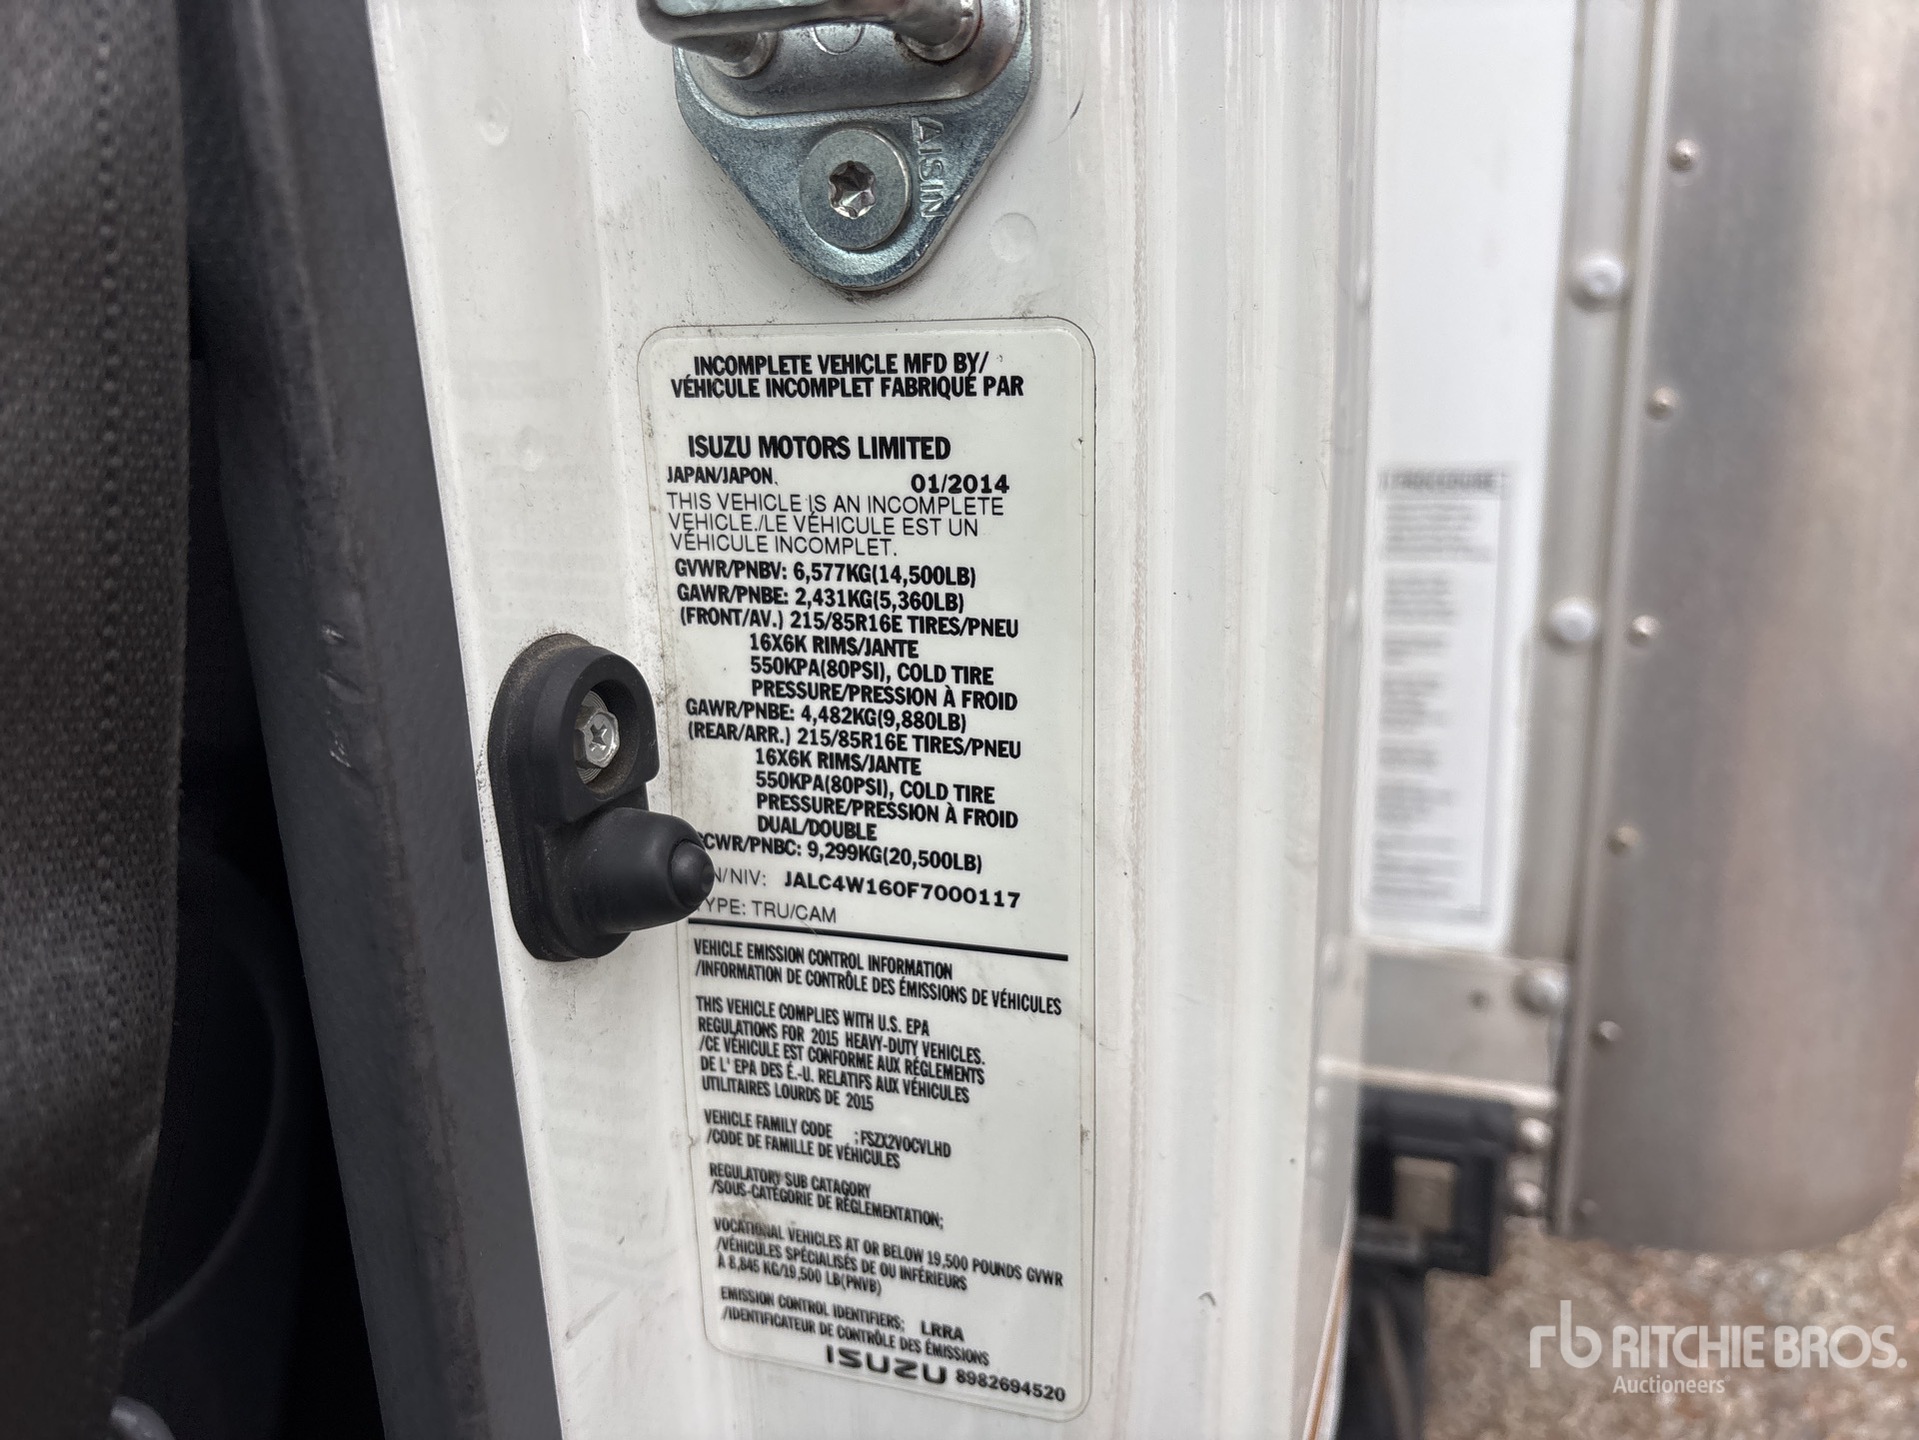 AISIN
INCOMPLETE VEHICLE MFD BY/
VÉHICULE INCOMPLET FABRIQUÉ PAR
ISUZU MOTORS LIMITED
JAPAN/JAPON.
01/2014
THIS VEHICLE IS AN INCOMPLETE
VEHICLE./LE VÉHICULE EST UN
VÉHICULE INCOMPLET.
GVWR/PNBV: 6,577KG(14,500LB)
GAWR/PNBE: 2,431KG(5,360LB)
(FRONT/AV.) 215/85R16E TIRES/PNEU
16X6K RIMS/JANTE
550KPA(80PSI), COLD TIRE
PRESSURE/PRESSION À FROID
GAWR/PNBE: 4,482KG(9,880LB)
(REAR/ARR.) 215/85R16E TIRES/PNEU
16X6K RIMS/JANTE
550KPA(80PSI), COLD TIRE
PRESSURE/PRESSION À FROID
DUAL/DOUBLE
CWR/PNBC: 9,299KG(20,500LB)
N/NIV: JALC4W160F7000117
YPE: TRU/CAM
VEHICLE EMISSION CONTROL INFORMATION
/INFORMATION DE CONTRÔLE DES ÉMISSIONS DE VÉHICULES
THIS VEHICLE COMPLIES WITH U.S. EPA
REGULATIONS FOR 2015 HEAVY-DUTY VEHICLES.
/CE VÉHICULE EST CONFORME AUX RÉGLEMENTS
DE L' EPA DES É.-U. RELATIFS AUX VÉHICULES
UTILITAIRES LOURDS DE 2015
VEHICLE FAMILY CODE : FSZX2VOCVLHD
/CODE DE FAMILLE DE VÉHICULES
REGULATORY SUB CATAGORY
/SOUS-CATÉGORIE DE RÉGLEMENTATION;
VOCATIONAL VEHICLES AT OR BELOW 19,500 POUNDS GVWR
/VÉHICULES SPÉCIALISÉS DE OU INFÉRIEURS
À 8,845 KG/19,500 LB(PNVB)
EMISSION CONTROL IDENTIFIERS; LRRA
/IDENTIFICATEUR DE CONTRÔLE DES ÉMISSIONS
ISUZU 8982694520
PROCEDURE
rb RITCHIE BROS.
Auctioneers